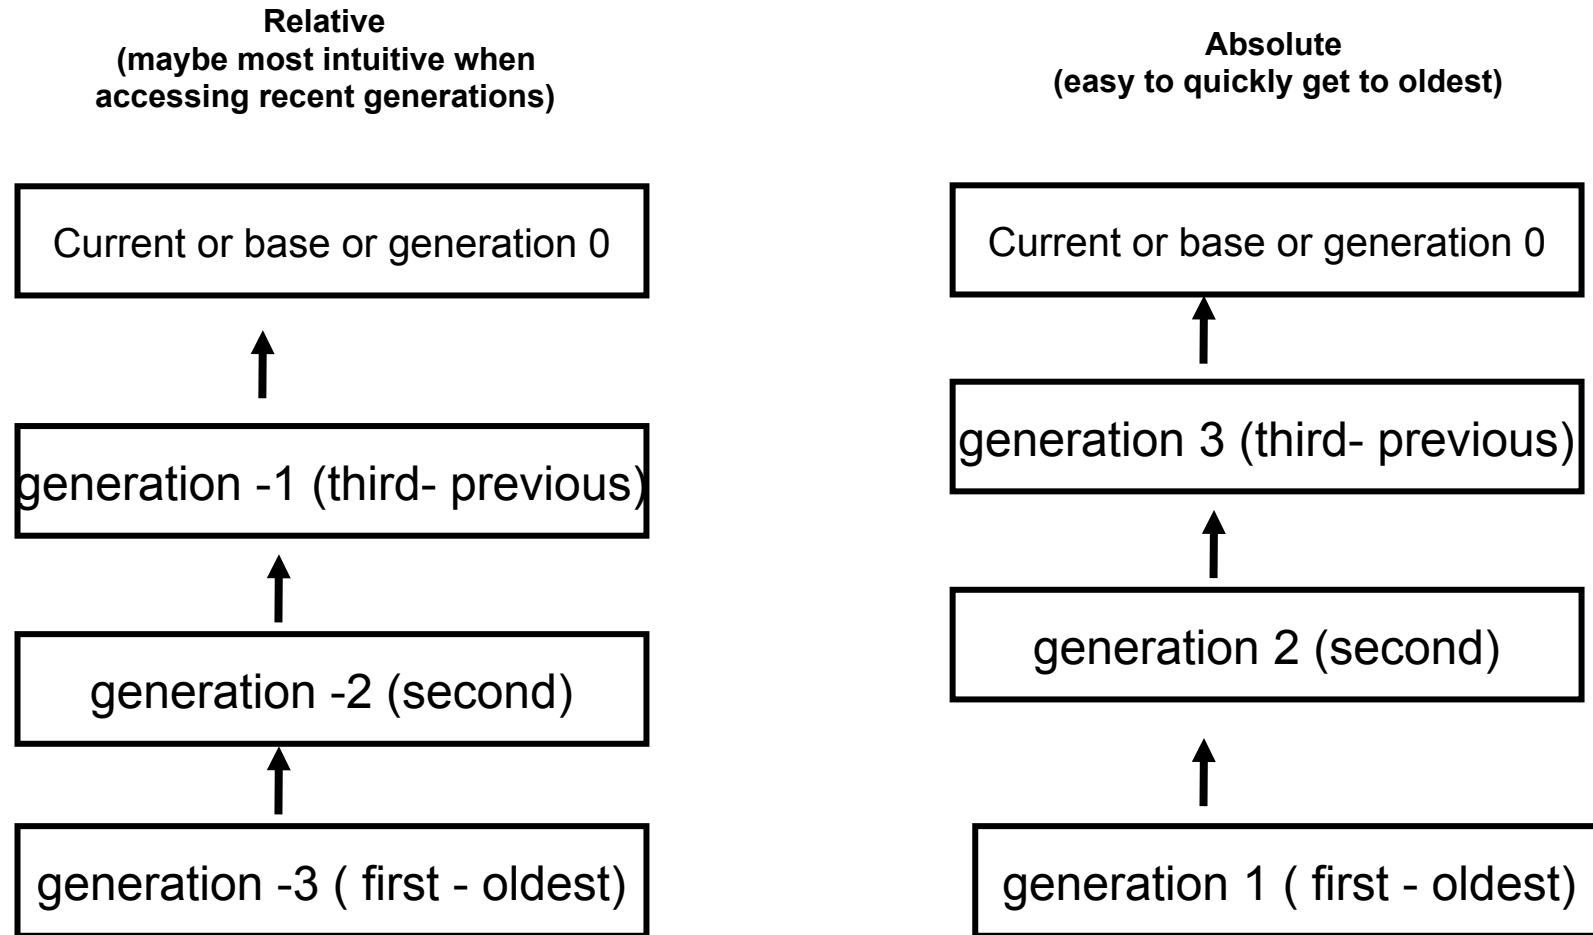 Relative
(maybe most intuitive when
accessing recent generations)
Current or base or generation 0
generation -1 (third- previous)
generation -2 (second)
generation -3 ( first - oldest)
Absolute
(easy to quickly get to oldest)
Current or base or generation 0
generation 3 (third- previous)
generation 2 (second)
generation 1 ( first - oldest)